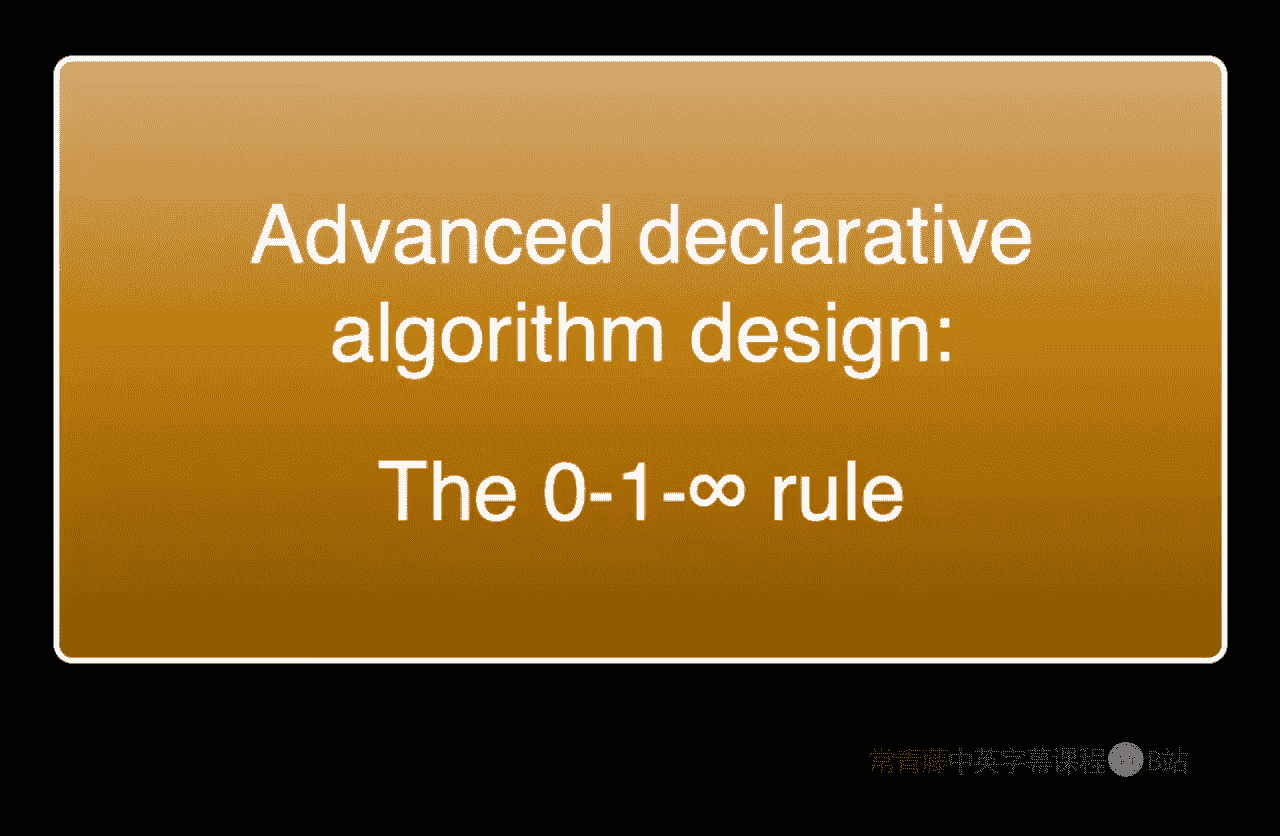 Advanced declarative
algorithm design:
The 0-1-∞ rule
常青藤中英字幕课程 B站